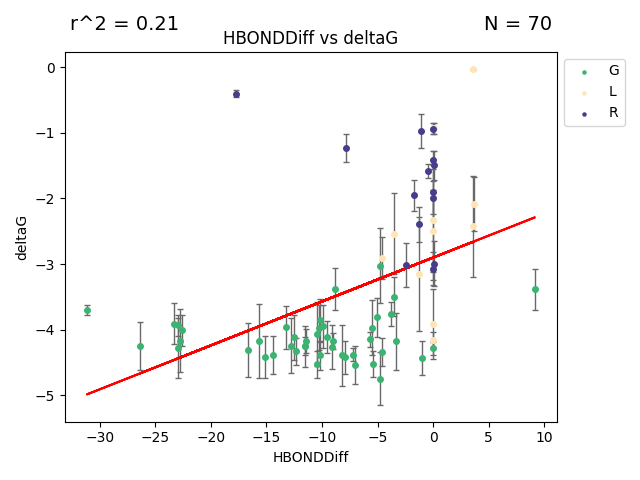 r^2 = 0.21
N = 70
HBONDDiff vs deltaG
G
L
R
deltaG
0
−1
−2
−3
−4
−5
−30
−25
−20
−15
−10
−5
0
5
10
HBONDDiff